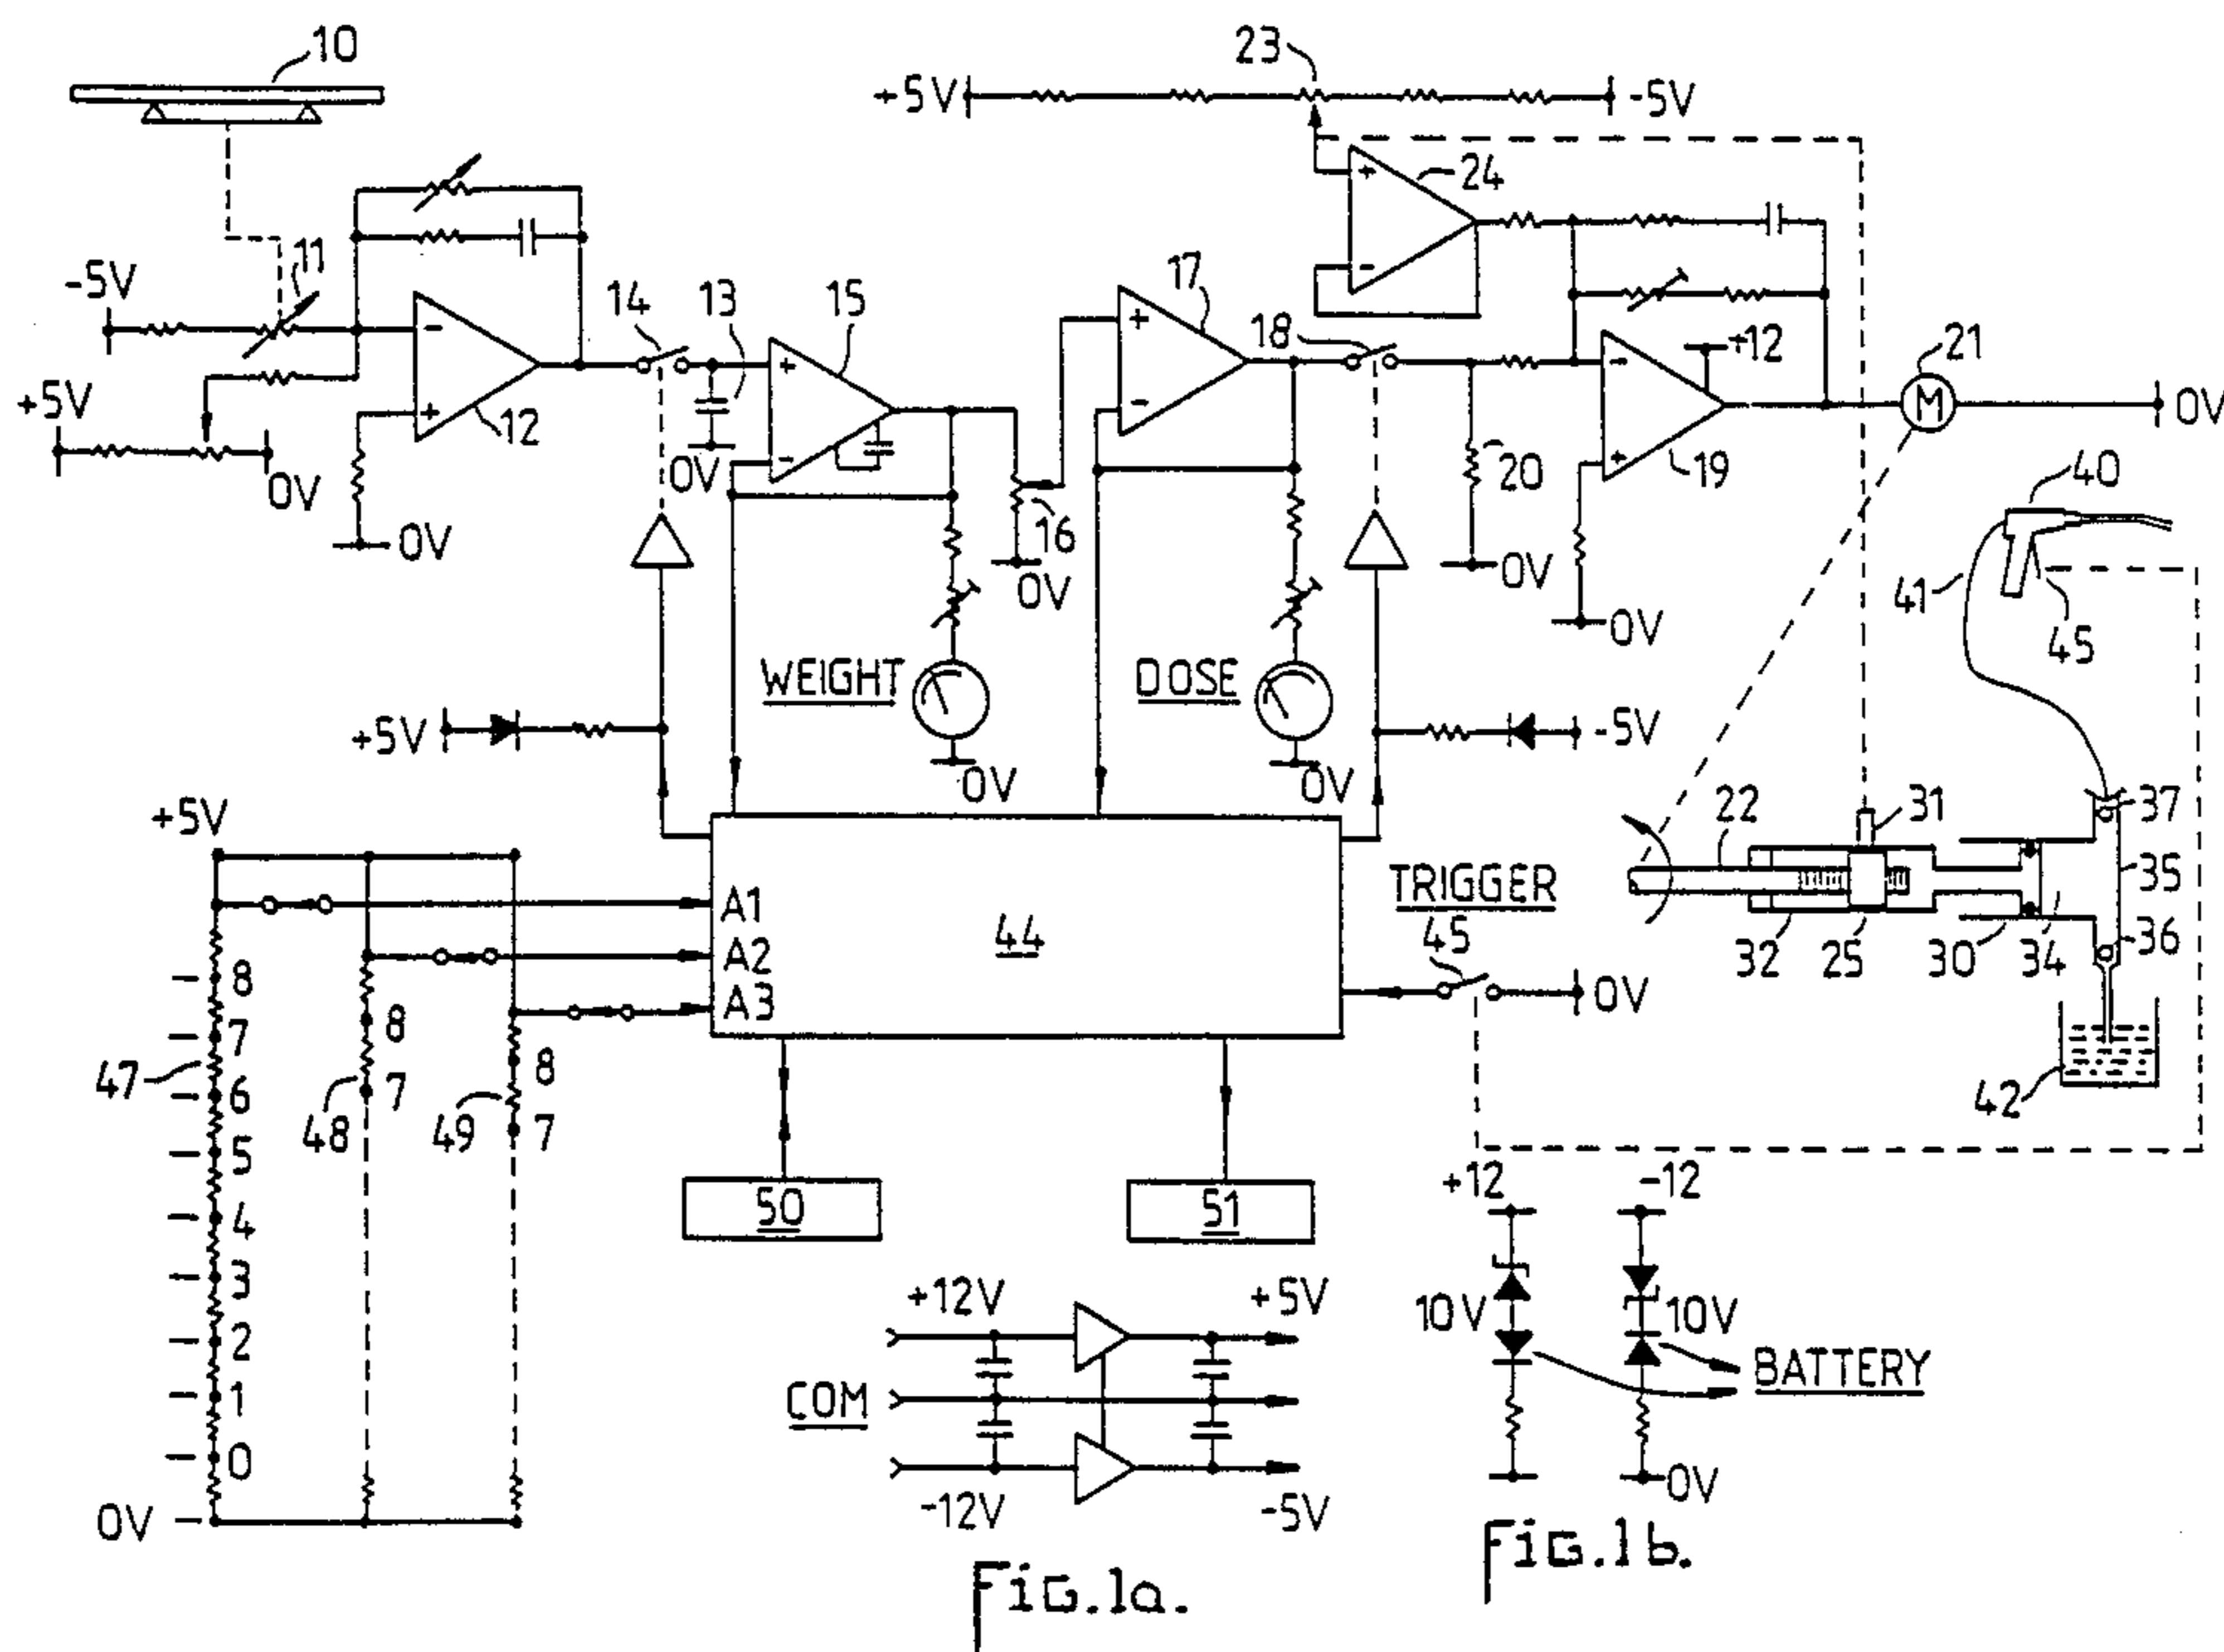 10
23
+5V
-5V
24
11
-5V
14
13
15
17
18
+12
21
+5V
-
+
12
0V
0V
+
-
0V
16
0V
+
-
+
-
20
0V
-
+
19
M
0V
40
41
45
0V
0V
WEIGHT
DOSE
+5V
-5V
0V
0V
22
31
37
35
32
25
30
34
36
42
+5V
A1
A2
A3
44
TRIGGER
45
0V
8
7
47
6
5
4
3
2
1
0
0V
8
48
7
8
49
7
50
51
+12
-12
+12V
+5V
10V
10V
COM
BATTERY
-12V
-5V
0V
Fig.1a.
Fig.1b.